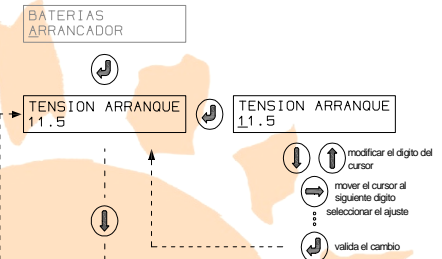 BATERIAS
ARRANCADOR
TENSION ARRANQUE
11.5
TENSION ARRANQUE
11.5
modificar el digito del
cursor
mover el cursor al
siguiente digito
seleccionar el ajuste
valida el cambio